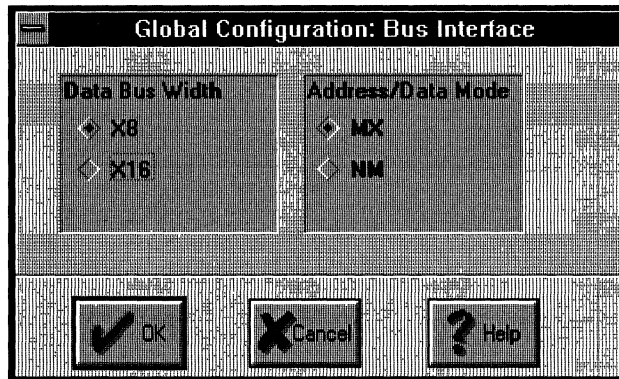 Global Configuration: Bus Interface
Data Bus Width
Address/Data Mode
X8
MX
X16
NM
OK
Cancel
Help